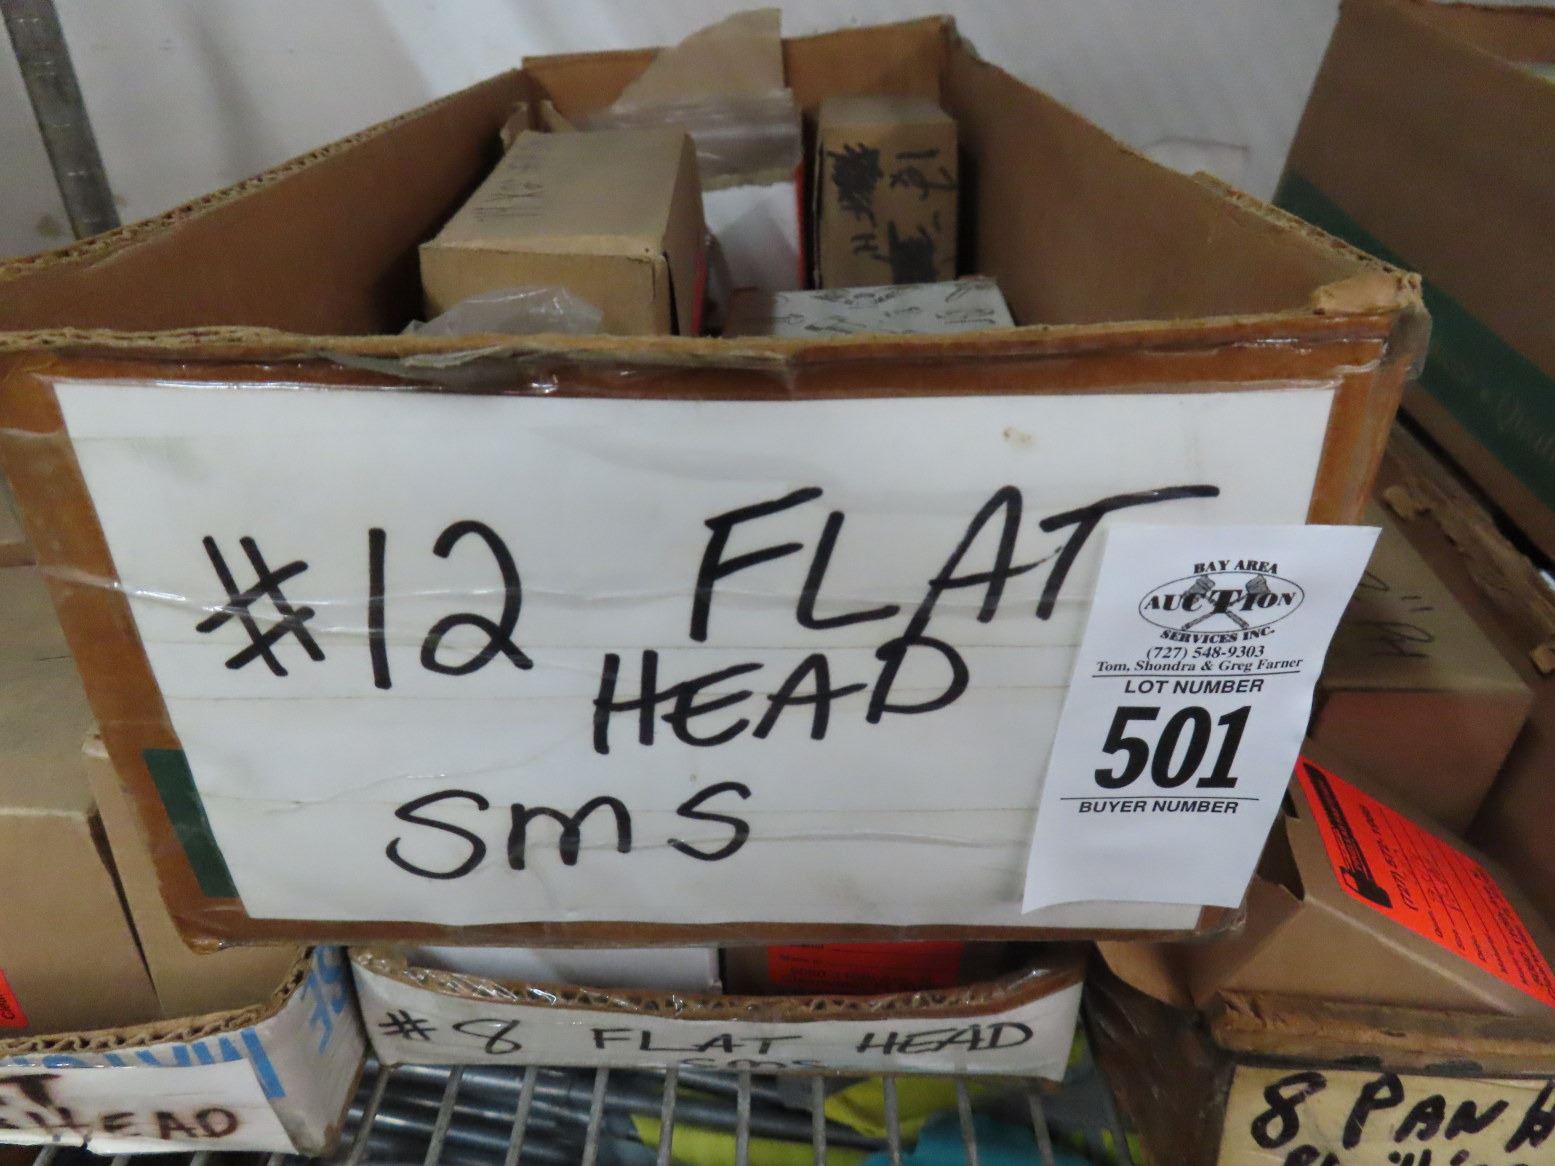 #12 FLAT
HEAD
SMS
BAY AREA
AUCTION
SERVICES INC.
(727) 548-9303
Tom, Shondra & Greg Farner
LOT NUMBER
501
BUYER NUMBER
#8 FLAT HEAD
SMS
HEAD
8 PAN H